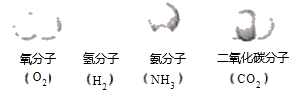 氧分子 氢分子 氨分子 二氧化碳分子
(O₂) (H₂) (NH₃) (CO₂)